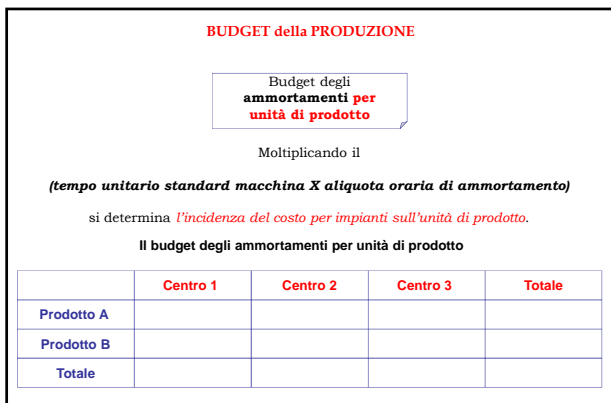 BUDGET della PRODUZIONE
Budget degli
ammortamenti per
unità di prodotto
Moltiplicando il
(tempo unitario standard macchina X aliquota oraria di ammortamento)
si determina l'incidenza del costo per impianti sull'unità di prodotto.
Il budget degli ammortamenti per unità di prodotto
Centro 1 Centro 2 Centro 3 Totale
Prodotto A
Prodotto B
Totale